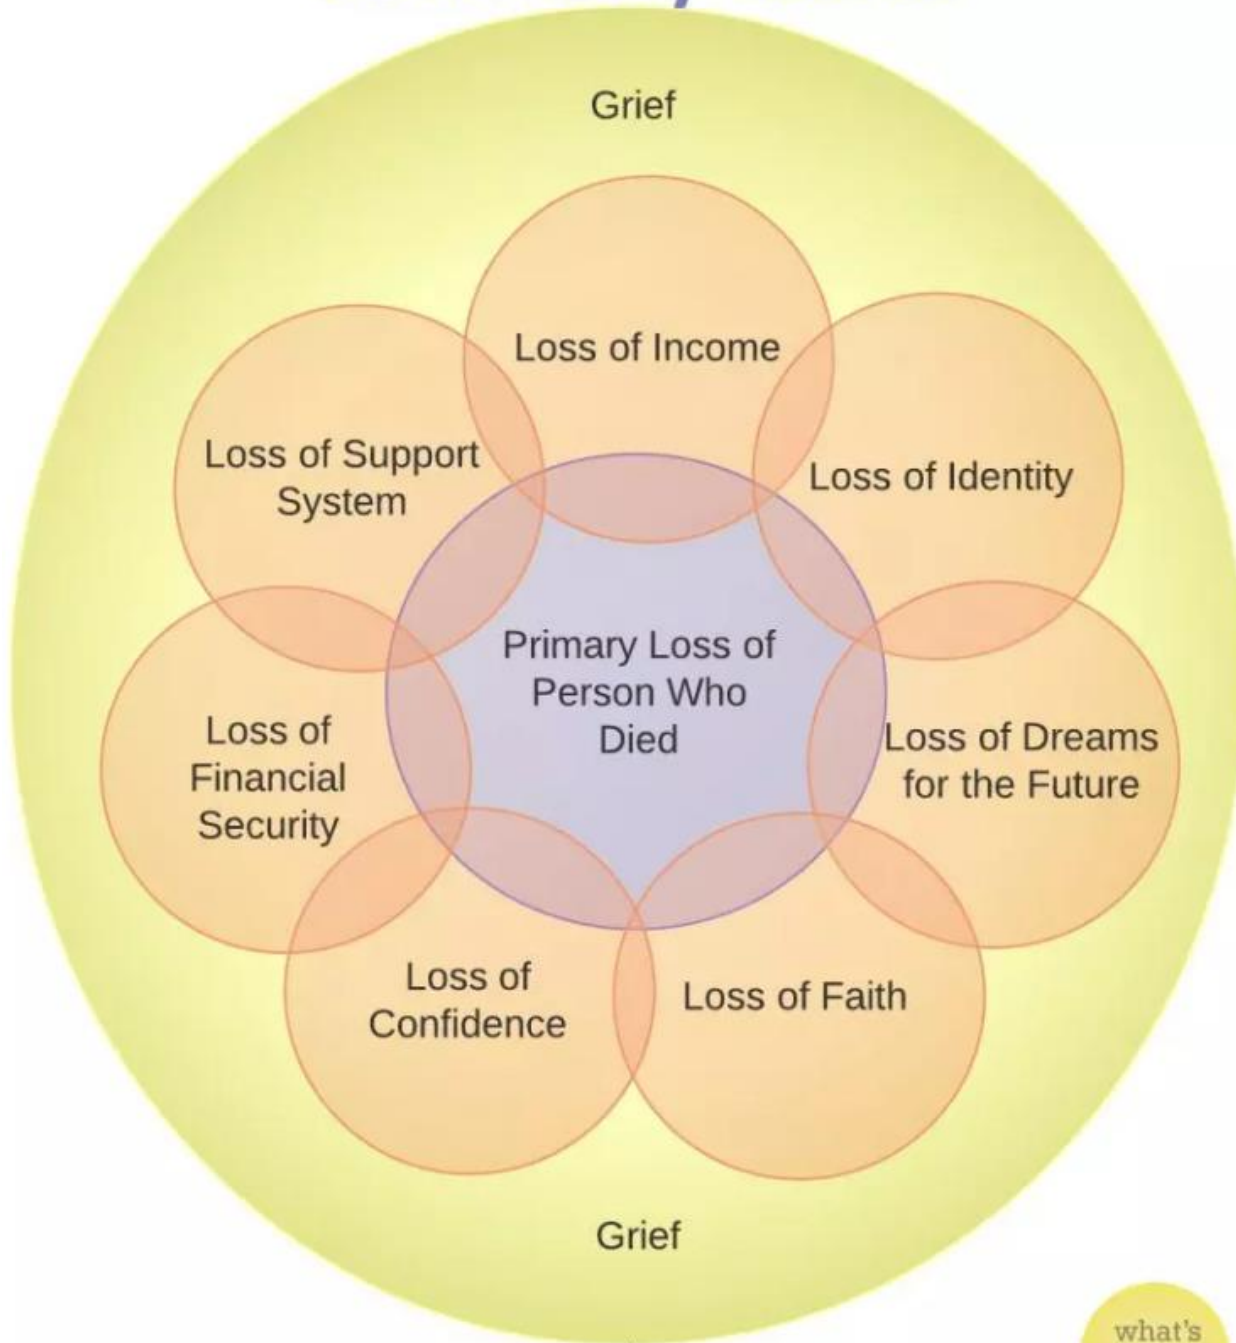 Grief
Loss of Income
Loss of Support
System
Loss of Identity
Primary Loss of
Person Who
Died
Loss of
Financial
Security
Loss of Dreams
for the Future
Loss of
Confidence
Loss of Faith
Grief
what's